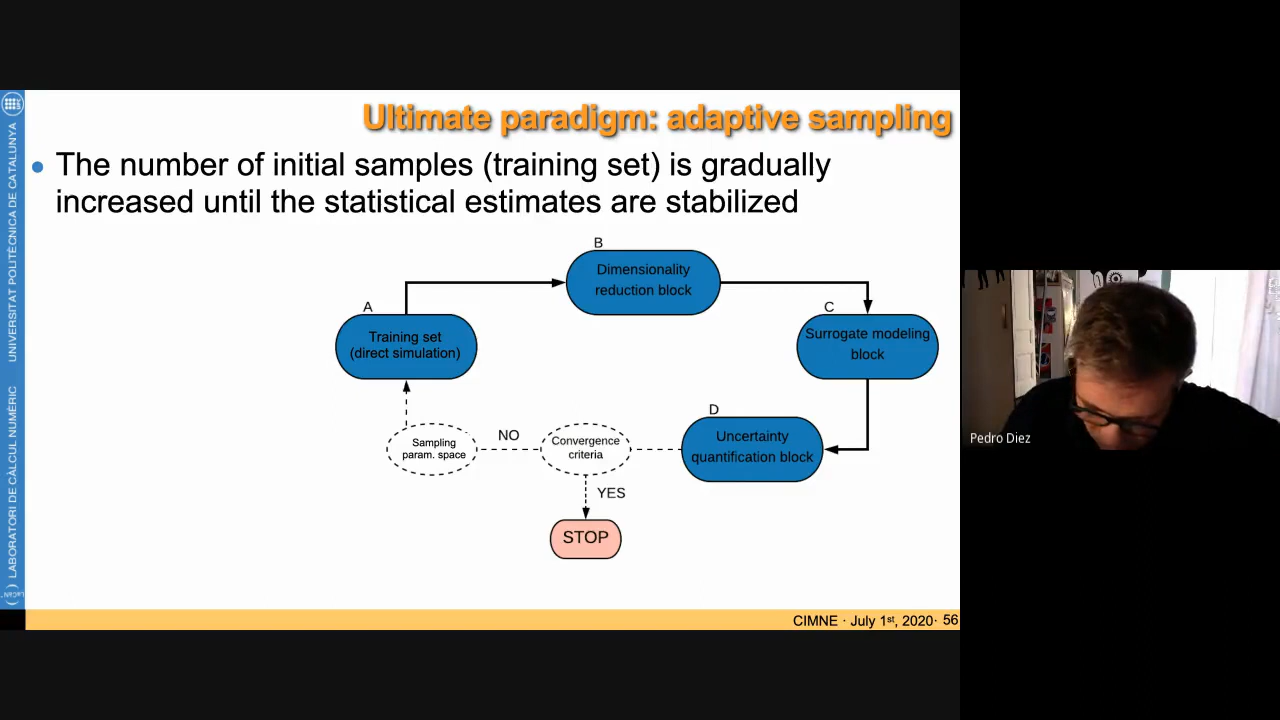 Ultimate paradigm: adaptive sampling
The number of initial samples (training set) is gradually
increased until the statistical estimates are stabilized
B
Dimensionality
reduction block
A
Training set
(direct simulation)
C
Surrogate modeling
block
D
Uncertainty
quantification block
Convergence
criteria
NO
Sampling
param. space
YES
STOP
UNIVERSITAT POLITÈCNICA DE CATALUNYA
LABORATORI DE CÀLCUL NUMÈRIC
CIMNE · July 1st, 2020· 56
Pedro Diez